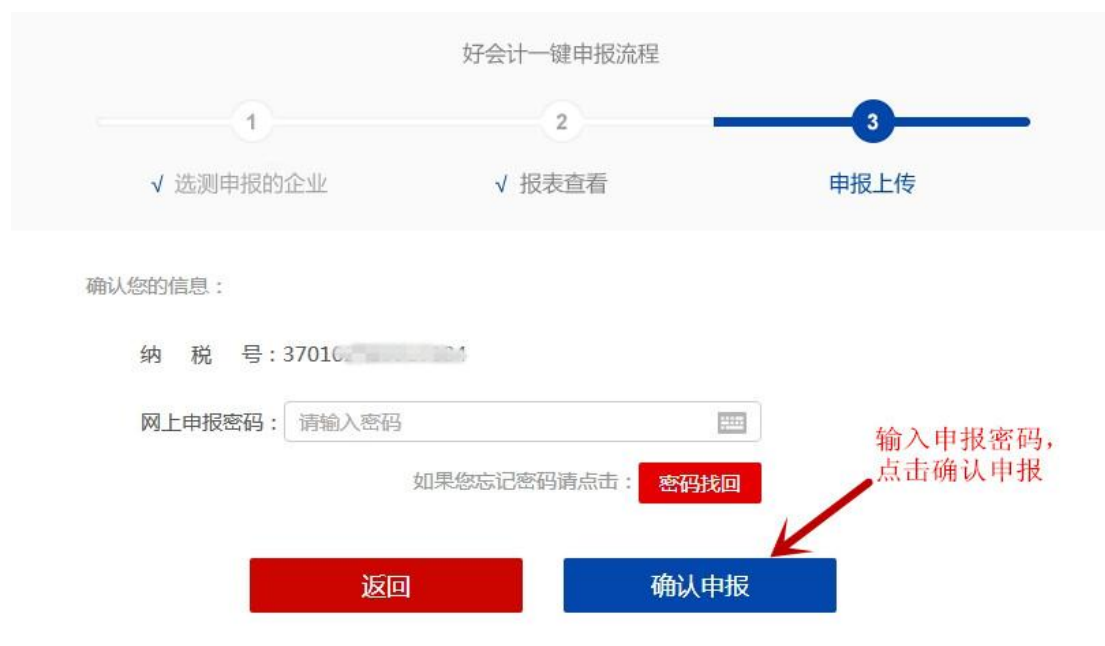 好会计一键申报流程
1
2
3
√ 选测申报的企业
√ 报表查看
申报上传
确认您的信息：
纳 税 号：37010
网上申报密码：
请输入密码
输入申报密码，
点击确认申报
如果您忘记密码请点击：
密码找回
返回
确认申报